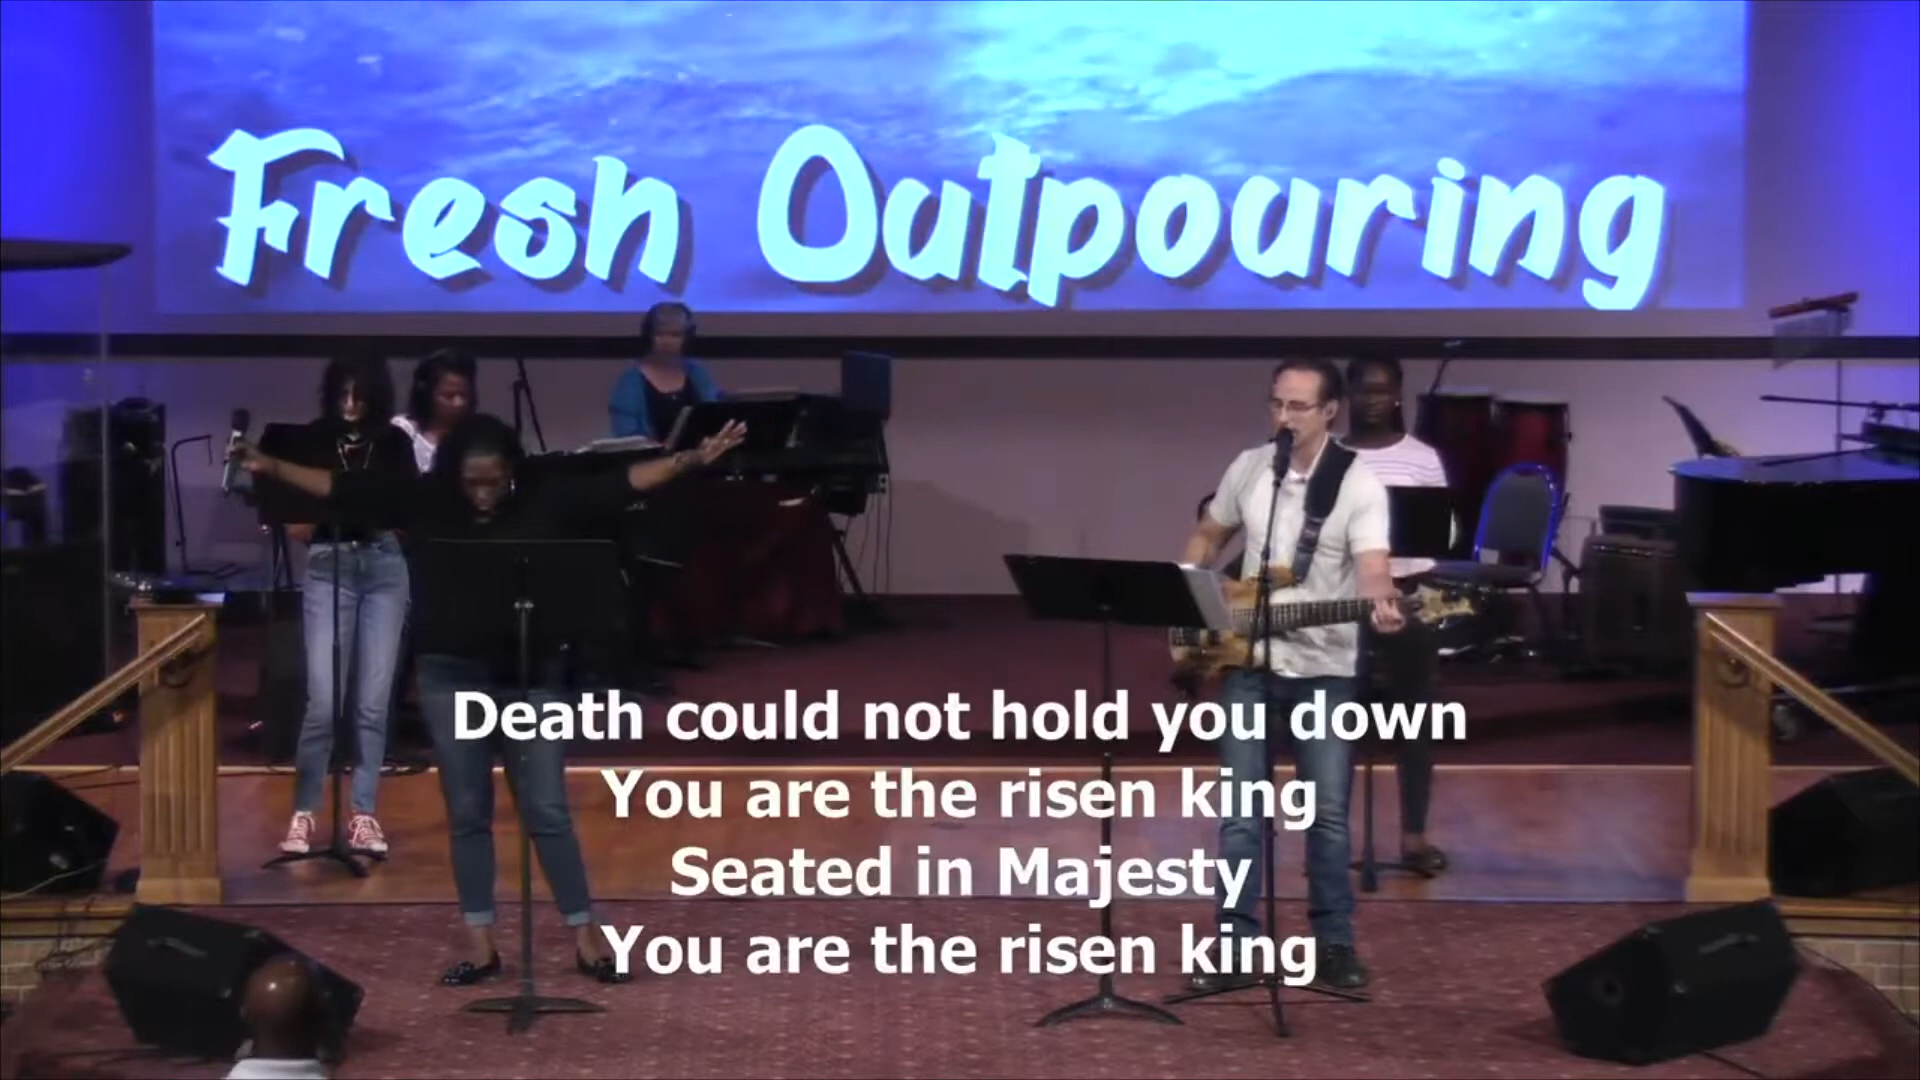 Fresh Outpouring
Death could not hold you down
You are the risen king
Seated in Majesty
You are the risen king